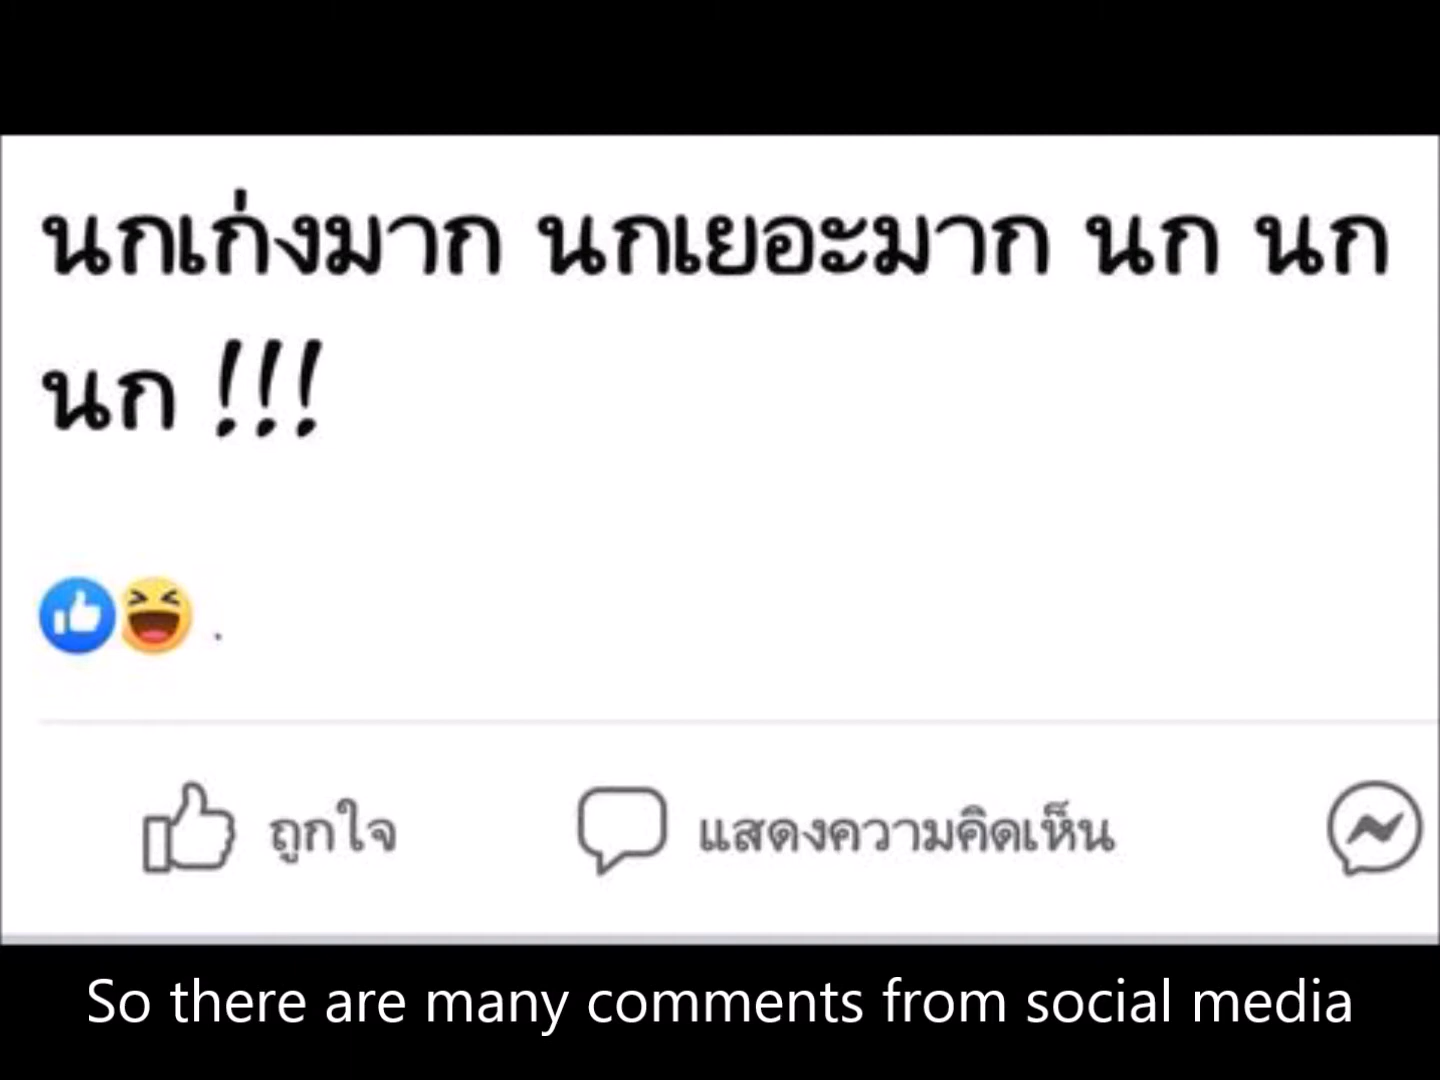 นกเก่งมาก นกเยอะมาก นก นก
นก !!!
ถูกใจ
แสดงความคิดเห็น
So there are many comments from social media